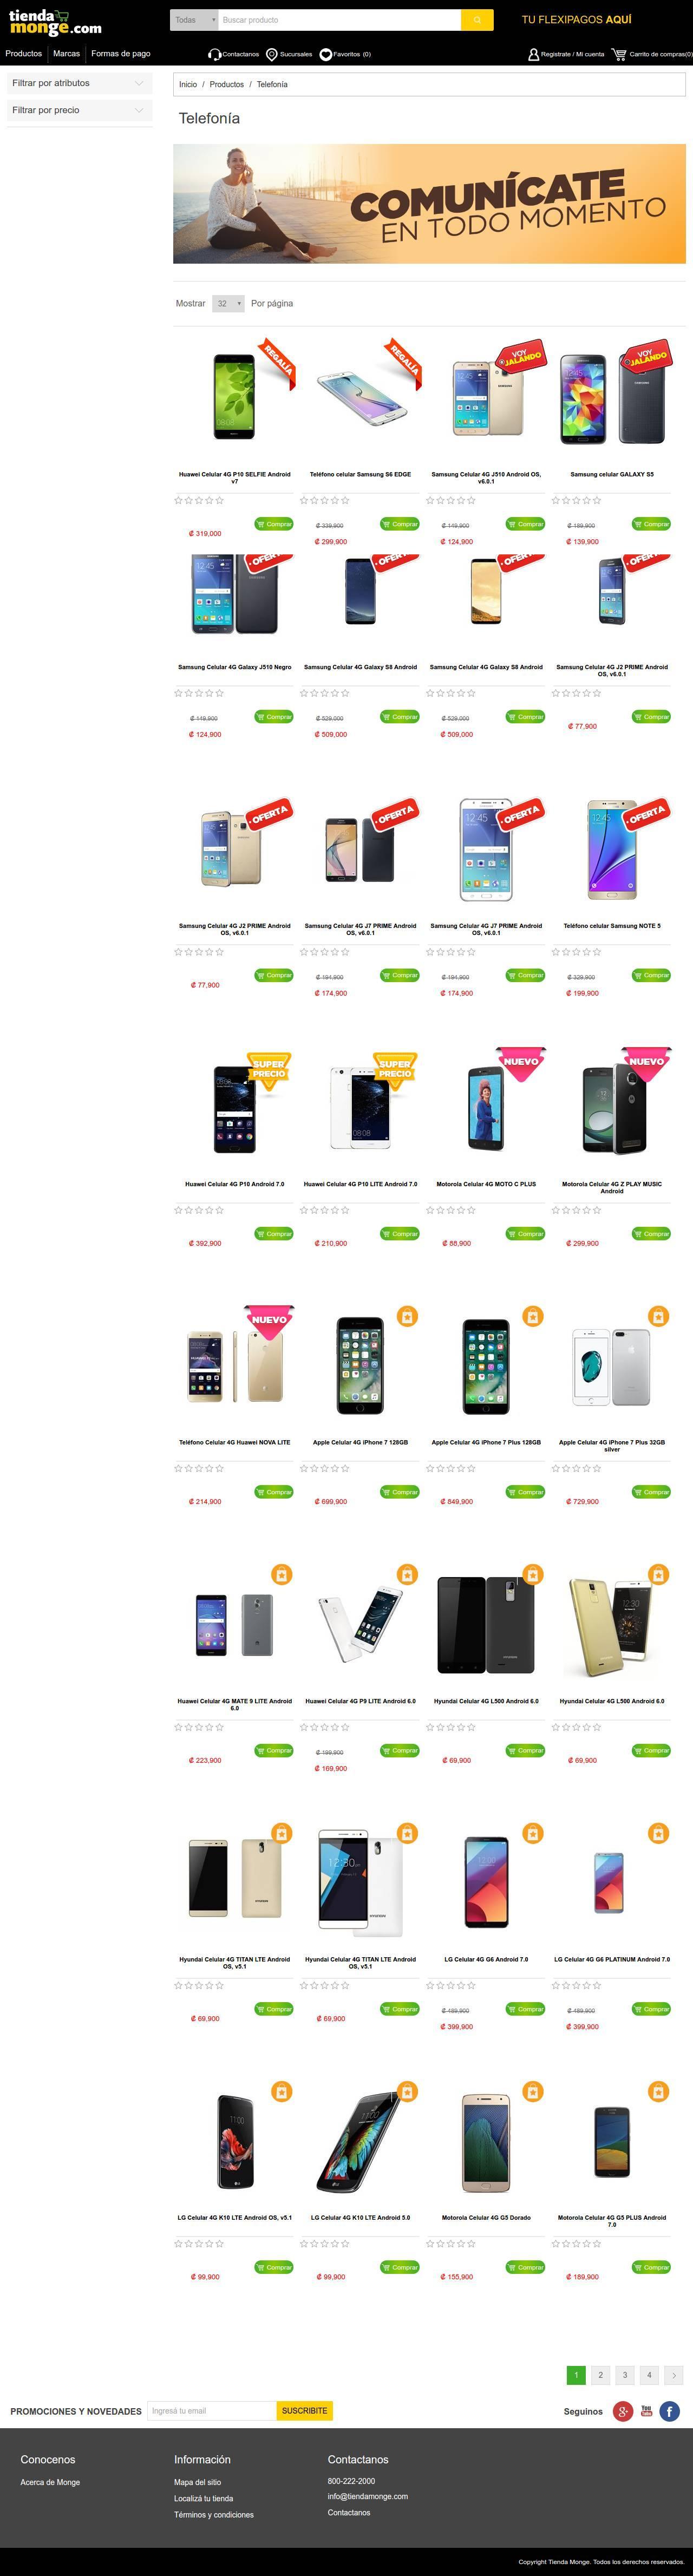 tienda
monge.com
Todas
Buscar producto
TU FLEXIPAGOS AQUÍ
Productos
Marcas
Formas de pago
Contactanos
Sucursales
Favoritos (0)
Registrate / Mi cuenta
Carrito de compras(0)
Filtrar por atributos
Filtrar por precio
Inicio / Productos / Telefonía
Telefonía
COMUNÍCATE
EN TODO MOMENTO
Mostrar 32 Por página
REGALÍA
REGALÍA
VOY JALANDO
VOY JALANDO
Huawei Celular 4G P10 SELFIE Android v7
Teléfono celular Samsung S6 EDGE
Samsung Celular 4G J510 Android OS, v6.0.1
Samsung celular GALAXY S5
Comprar
₡ 319,000
₡ 339,900
Comprar
₡ 299,900
₡ 149,900
Comprar
₡ 124,900
₡ 189,900
Comprar
₡ 139,900
OFERTA
OFERTA
OFERTA
OFERTA
Samsung Celular 4G Galaxy J510 Negro
Samsung Celular 4G Galaxy S8 Android
Samsung Celular 4G Galaxy S8 Android
Samsung Celular 4G J2 PRIME Android OS, v6.0.1
₡ 149,900
Comprar
₡ 124,900
₡ 529,000
Comprar
₡ 509,000
₡ 529,000
Comprar
₡ 509,000
Comprar
₡ 77,900
OFERTA
OFERTA
OFERTA
OFERTA
Samsung Celular 4G J2 PRIME Android OS, v6.0.1
Samsung Celular 4G J7 PRIME Android OS, v6.0.1
Samsung Celular 4G J7 PRIME Android OS, v6.0.1
Teléfono celular Samsung NOTE 5
Comprar
₡ 77,900
₡ 194,900
Comprar
₡ 174,900
₡ 194,900
Comprar
₡ 174,900
₡ 329,900
Comprar
₡ 199,900
SUPER PRECIO
SUPER PRECIO
NUEVO
NUEVO
Huawei Celular 4G P10 Android 7.0
Huawei Celular 4G P10 LITE Android 7.0
Motorola Celular 4G MOTO C PLUS
Motorola Celular 4G Z PLAY MUSIC Android
Comprar
₡ 392,900
Comprar
₡ 210,900
Comprar
₡ 88,900
Comprar
₡ 299,900
NUEVO
Teléfono Celular 4G Huawei NOVA LITE
Apple Celular 4G iPhone 7 128GB
Apple Celular 4G iPhone 7 Plus 128GB
Apple Celular 4G iPhone 7 Plus 32GB silver
Comprar
₡ 214,900
Comprar
₡ 699,900
Comprar
₡ 849,900
Comprar
₡ 729,900
Huawei Celular 4G MATE 9 LITE Android 6.0
Huawei Celular 4G P9 LITE Android 6.0
Hyundai Celular 4G L500 Android 6.0
Hyundai Celular 4G L500 Android 6.0
Comprar
₡ 223,900
₡ 199,900
Comprar
₡ 169,900
Comprar
₡ 69,900
Comprar
₡ 69,900
Hyundai Celular 4G TITAN LTE Android OS, v5.1
Hyundai Celular 4G TITAN LTE Android OS, v5.1
LG Celular 4G G6 Android 7.0
LG Celular 4G G6 PLATINUM Android 7.0
Comprar
₡ 69,900
Comprar
₡ 69,900
₡ 489,900
Comprar
₡ 399,900
₡ 489,900
Comprar
₡ 399,900
LG Celular 4G K10 LTE Android OS, v5.1
LG Celular 4G K10 LTE Android 5.0
Motorola Celular 4G G5 Dorado
Motorola Celular 4G G5 PLUS Android 7.0
Comprar
₡ 99,900
Comprar
₡ 99,900
Comprar
₡ 155,900
Comprar
₡ 189,900
1 2 3 4
PROMOCIONES Y NOVEDADES
Ingresá tu email
SUSCRIBITE
Seguinos
Conocenos
Acerca de Monge
Información
Mapa del sitio
Localizá tu tienda
Términos y condiciones
Contactanos
800-222-2000
info@tiendamonge.com
Contactanos
Copyright Tienda Monge. Todos los derechos reservados.